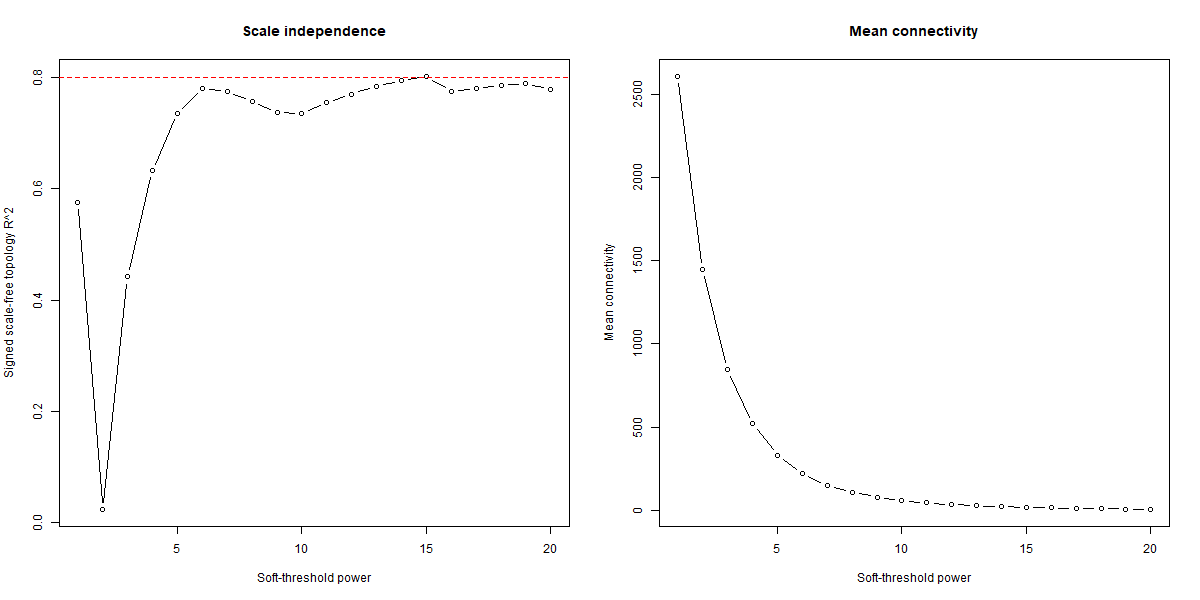 Scale independence
Signed scale-free topology R^2
0.8
0.6
0.4
0.2
0.0
5 10 15 20
Soft-threshold power
Mean connectivity
Mean connectivity
2500
2000
1500
1000
500
0
5 10 15 20
Soft-threshold power